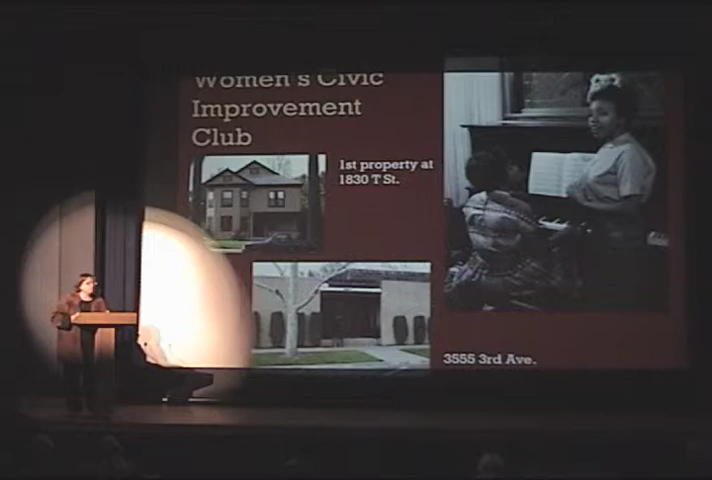 Women's Civic
Improvement
Club
1st property at
1830 T St.
3555 3rd Ave.